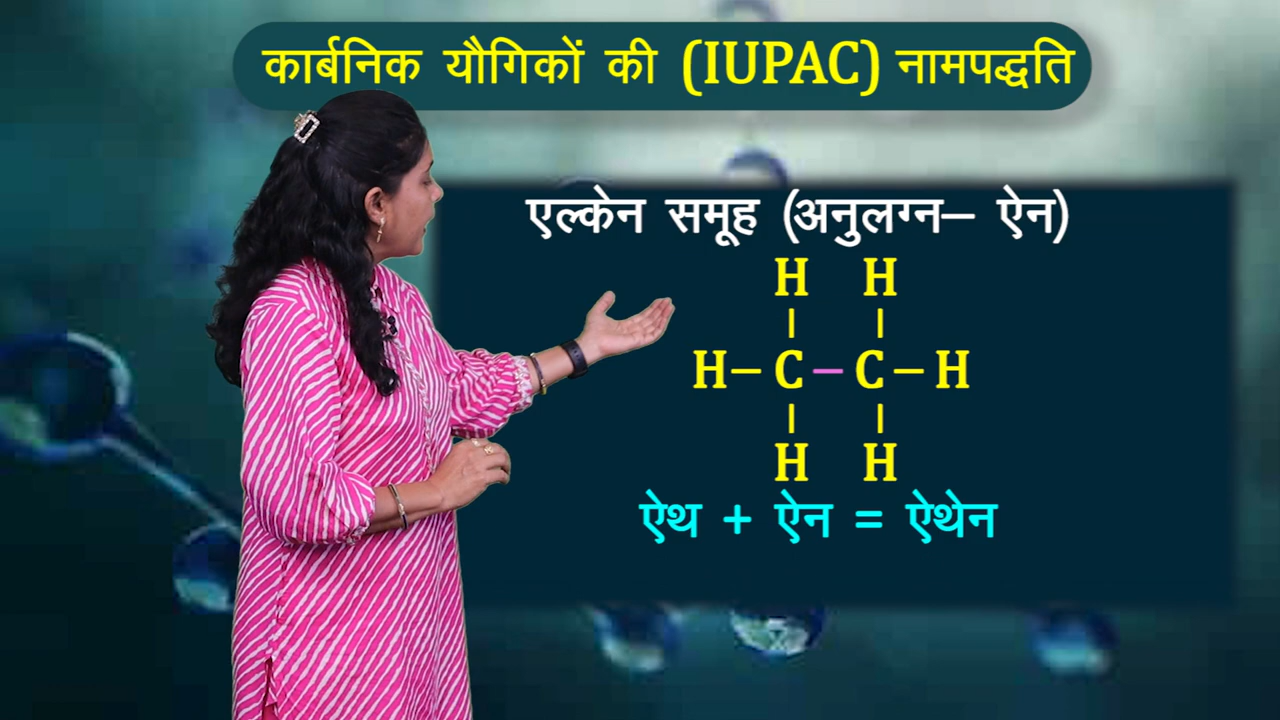 कार्बनिक यौगिकों की (IUPAC) नामपद्धति
एल्केन समूह (अनुलग्न– ऐन)
H H
H–C–C–H
H H
ऐथ + ऐन = ऐथेन